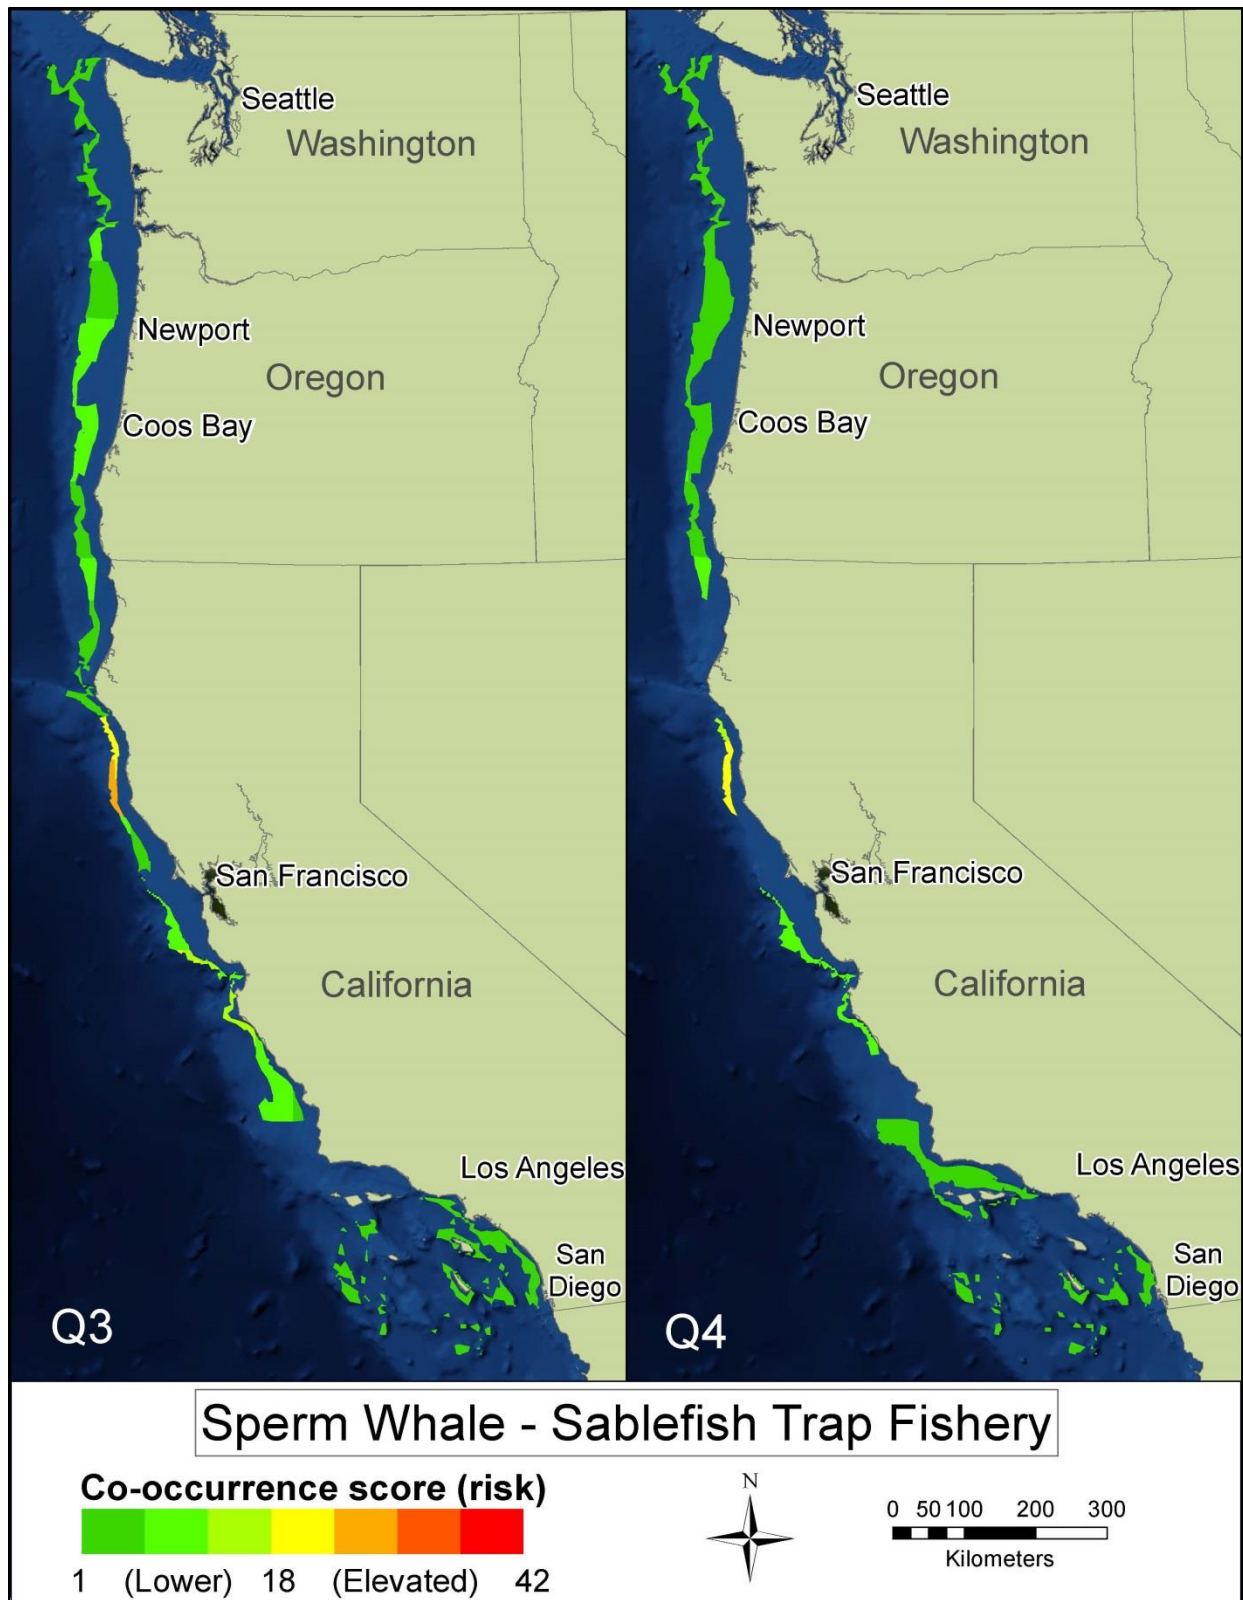 Seattle
Washington
Newport
Oregon
Coos Bay
San Francisco
California
Los Angeles
San
Diego
Q3
Seattle
Washington
Newport
Oregon
Coos Bay
San Francisco
California
Los Angeles
San
Diego
Q4
Sperm Whale - Sablefish Trap Fishery
Co-occurrence score (risk)
1 (Lower) 18 (Elevated) 42
N
0 50 100 200 300
Kilometers